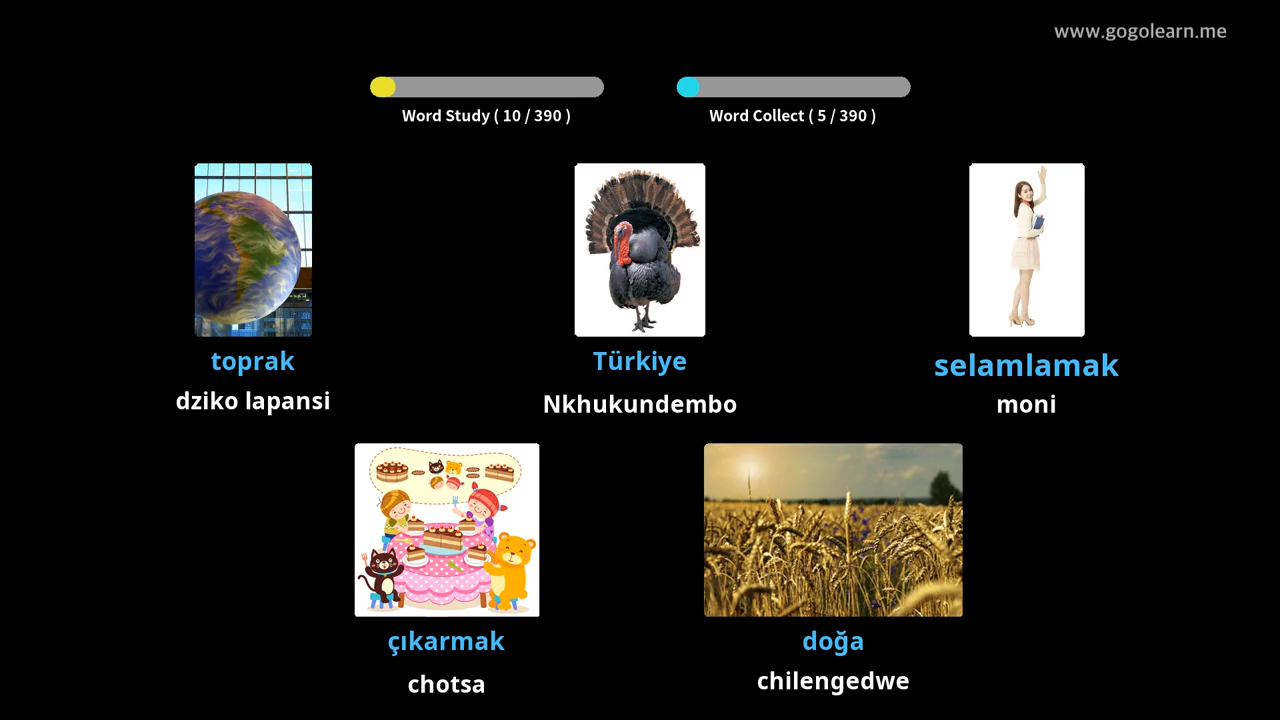 www.gogolearn.me
Word Study ( 10 / 390 )
Word Collect ( 5 / 390 )
toprak
dziko lapansi
Türkiye
Nkhukundembo
selamlamak
moni
çıkarmak
chotsa
doğa
chilengedwe